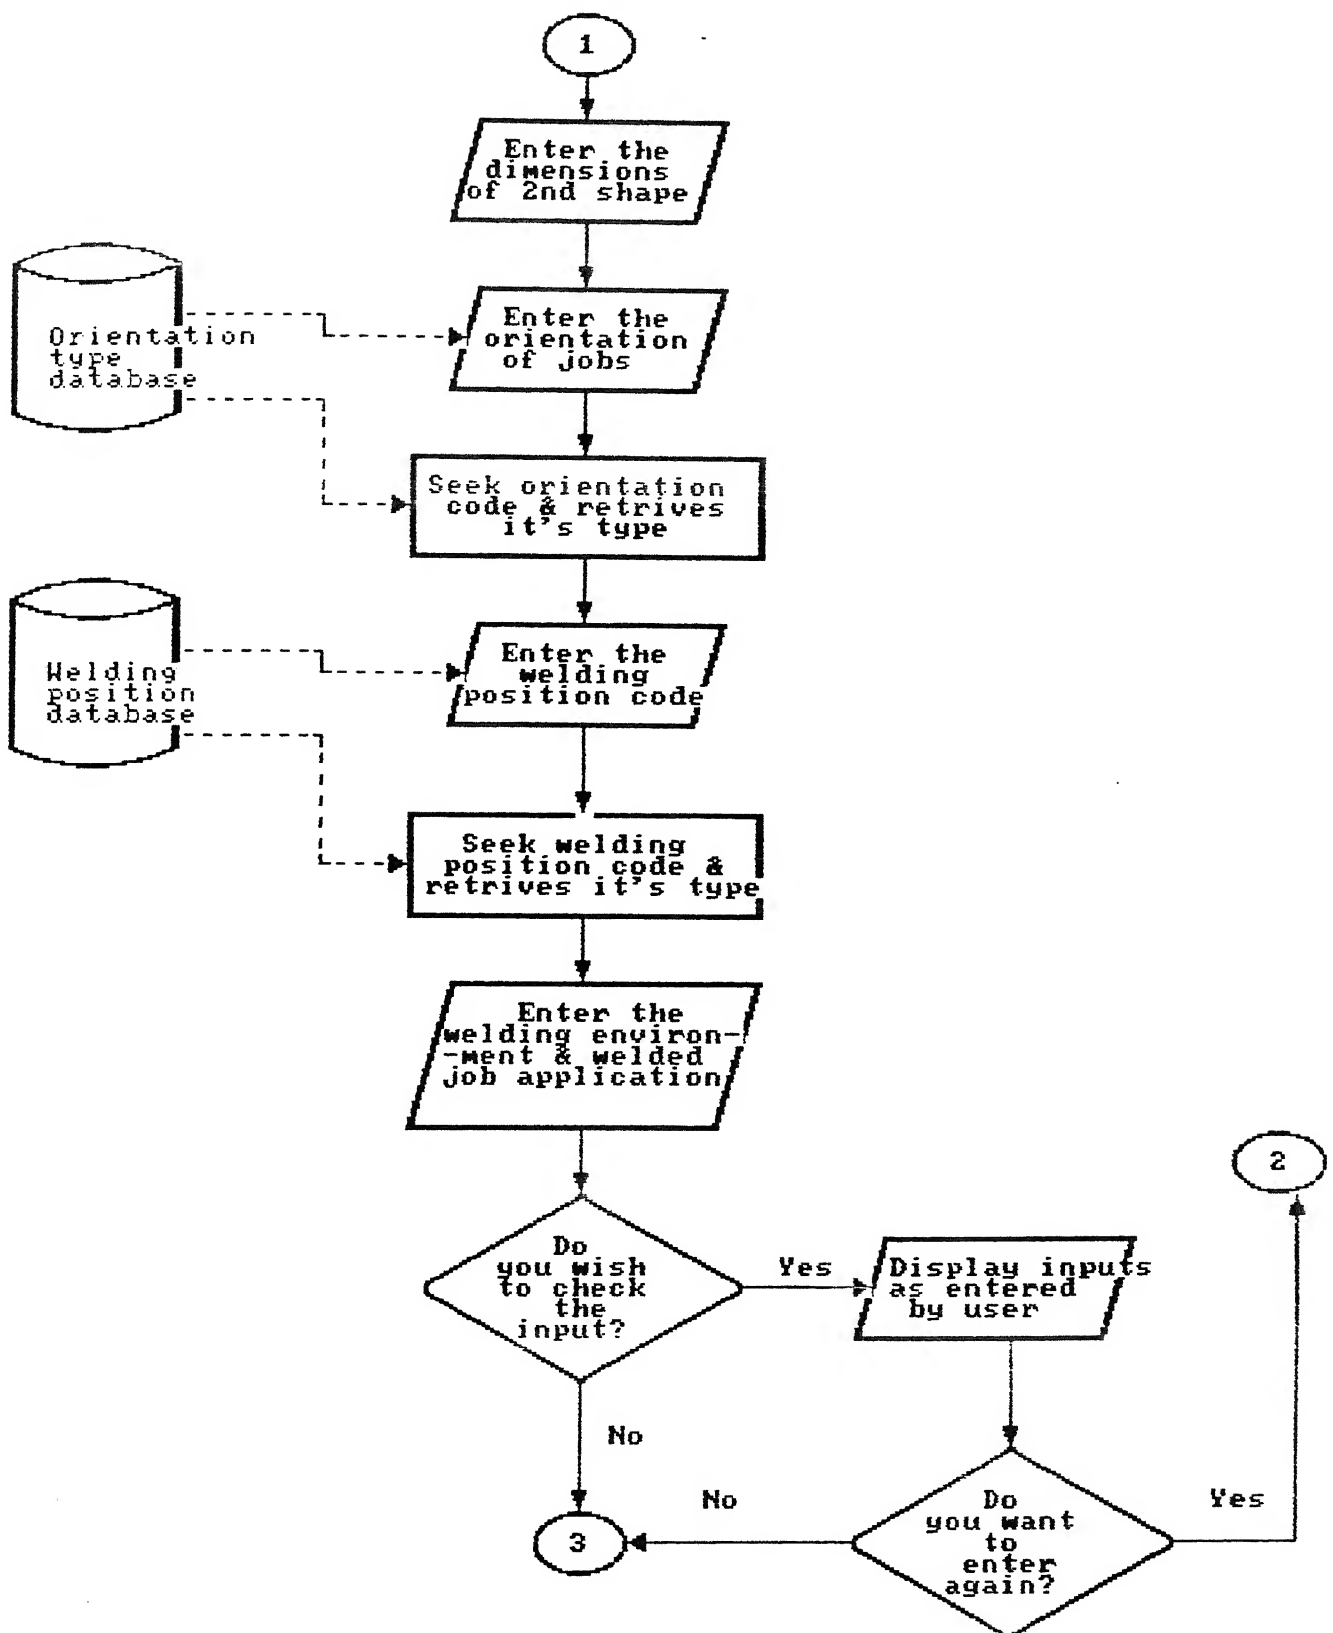 1
Enter the
dimensions
of 2nd shape
Orientation
type
database
Enter the
orientation
of jobs
Seek orientation
code & retrives
it's type
Welding
position
database
Enter the
welding
position code
Seek welding
position code &
retrives it's type
Enter the
welding environ-
-ment & welded
job application
2
Do
you wish
to check
the
input?
Yes
Display inputs
as entered
by user
No
No
Do
you want
to
enter
again?
Yes
3